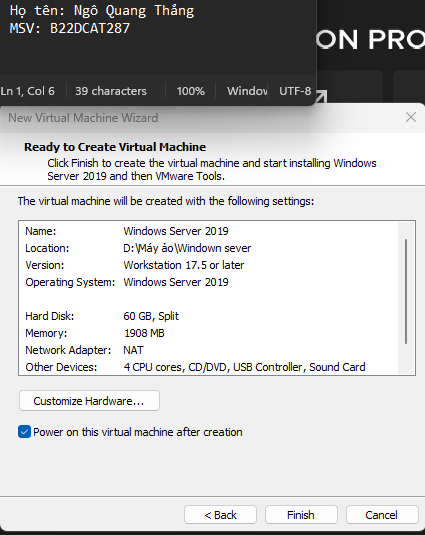 Họ tên: Ngô Quang Thắng
MSV: B22DCAT287
ON PRO
Ln 1, Col 6
39 characters
100%
Window
UTF-8
New Virtual Machine Wizard
Ready to Create Virtual Machine
Click Finish to create the virtual machine and start installing Windows
Server 2019 and then VMware Tools.
The virtual machine will be created with the following settings:
Name: Windows Server 2019
Location: D:\Máy ảo\Windown sever
Version: Workstation 17.5 or later
Operating System: Windows Server 2019
Hard Disk: 60 GB, Split
Memory: 1908 MB
Network Adapter: NAT
Other Devices: 4 CPU cores, CD/DVD, USB Controller, Sound Card
Customize Hardware...
Power on this virtual machine after creation
< Back
Finish
Cancel